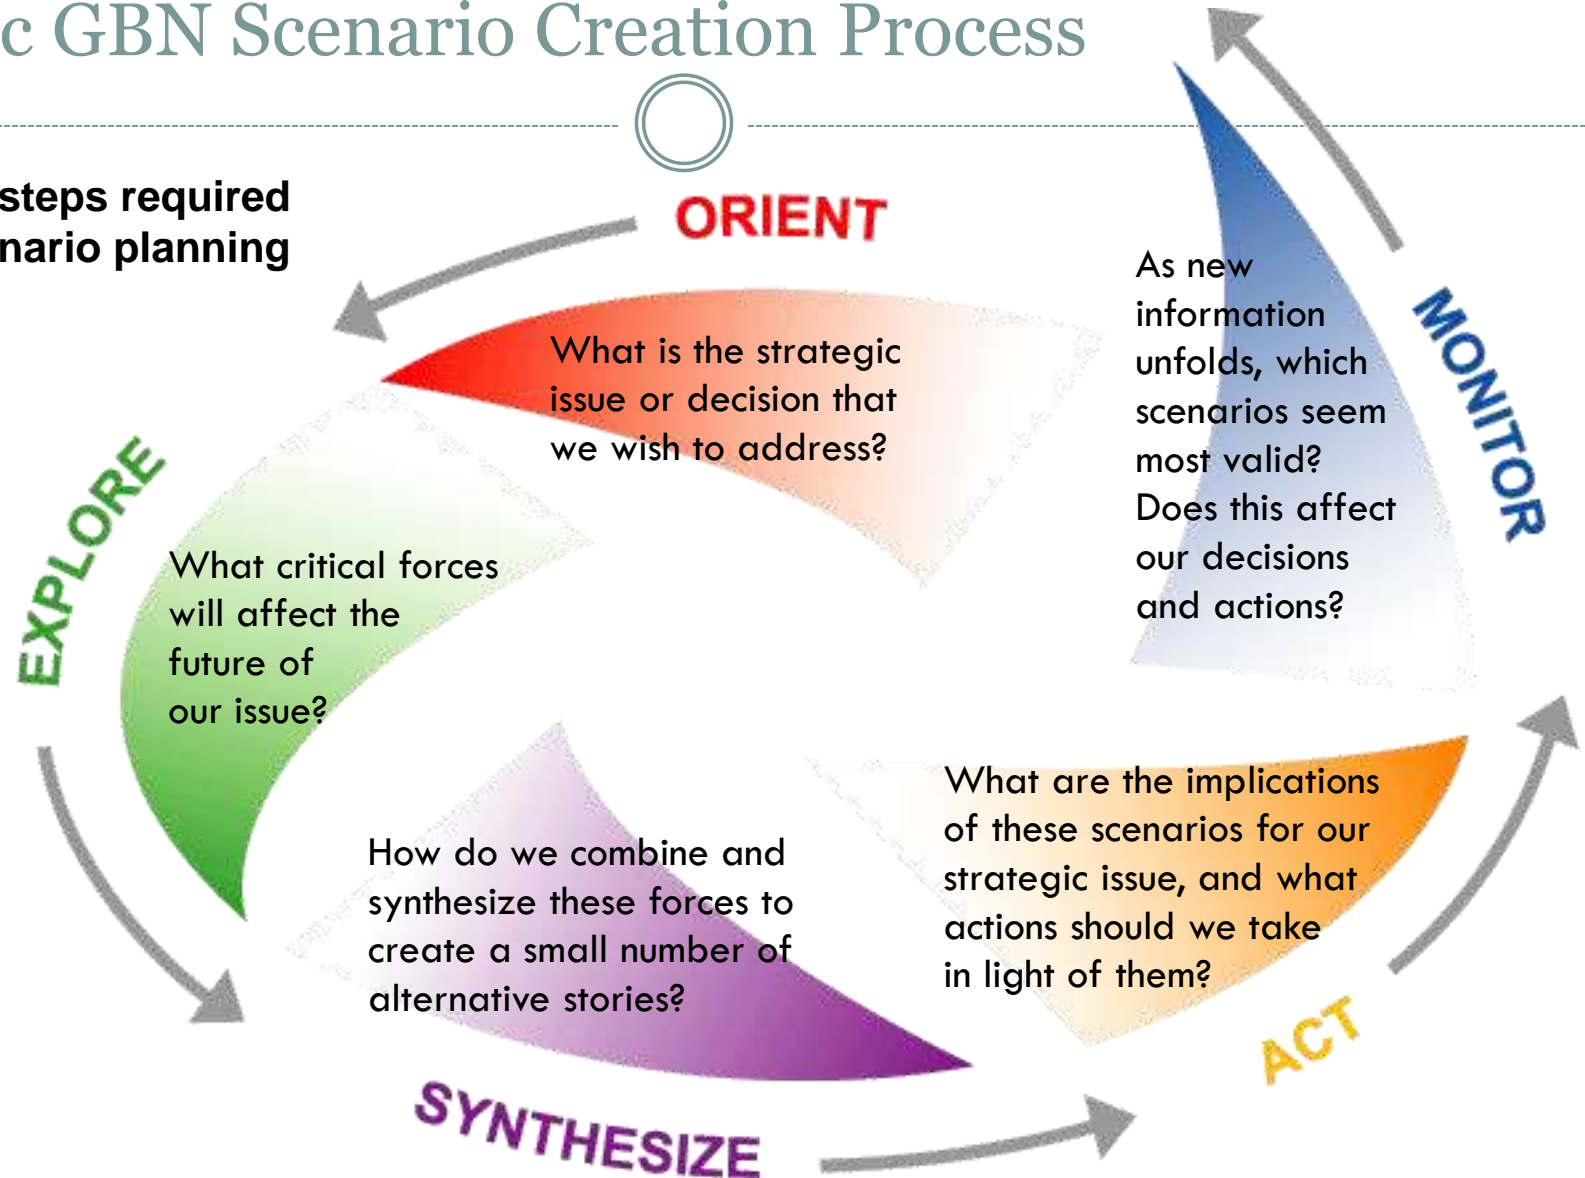 c GBN Scenario Creation Process
steps required
nario planning
ORIENT
What is the strategic
issue or decision that
we wish to address?
EXPLORE
What critical forces
will affect the
future of
our issue?
SYNTHESIZE
How do we combine and
synthesize these forces to
create a small number of
alternative stories?
ACT
What are the implications
of these scenarios for our
strategic issue, and what
actions should we take
in light of them?
MONITOR
As new
information
unfolds, which
scenarios seem
most valid?
Does this affect
our decisions
and actions?